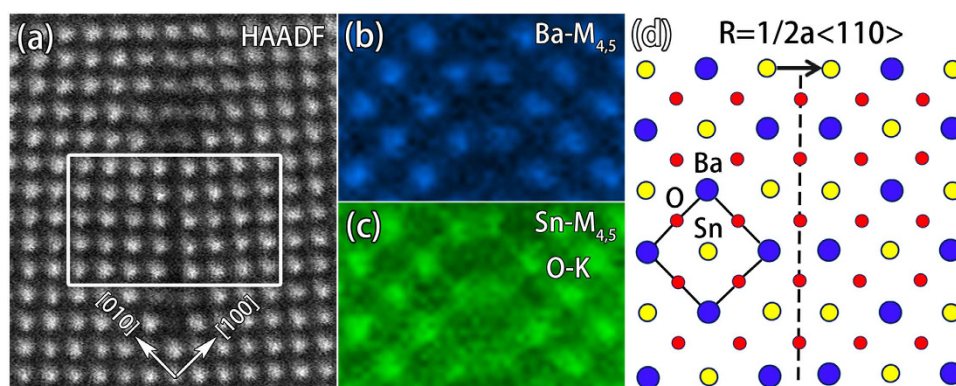 (a) HAADF
[010]
[100]
(b) Ba-M4,5
(c) Sn-M4,5
O-K
(d)
R=1/2a<110>
Ba
O
Sn